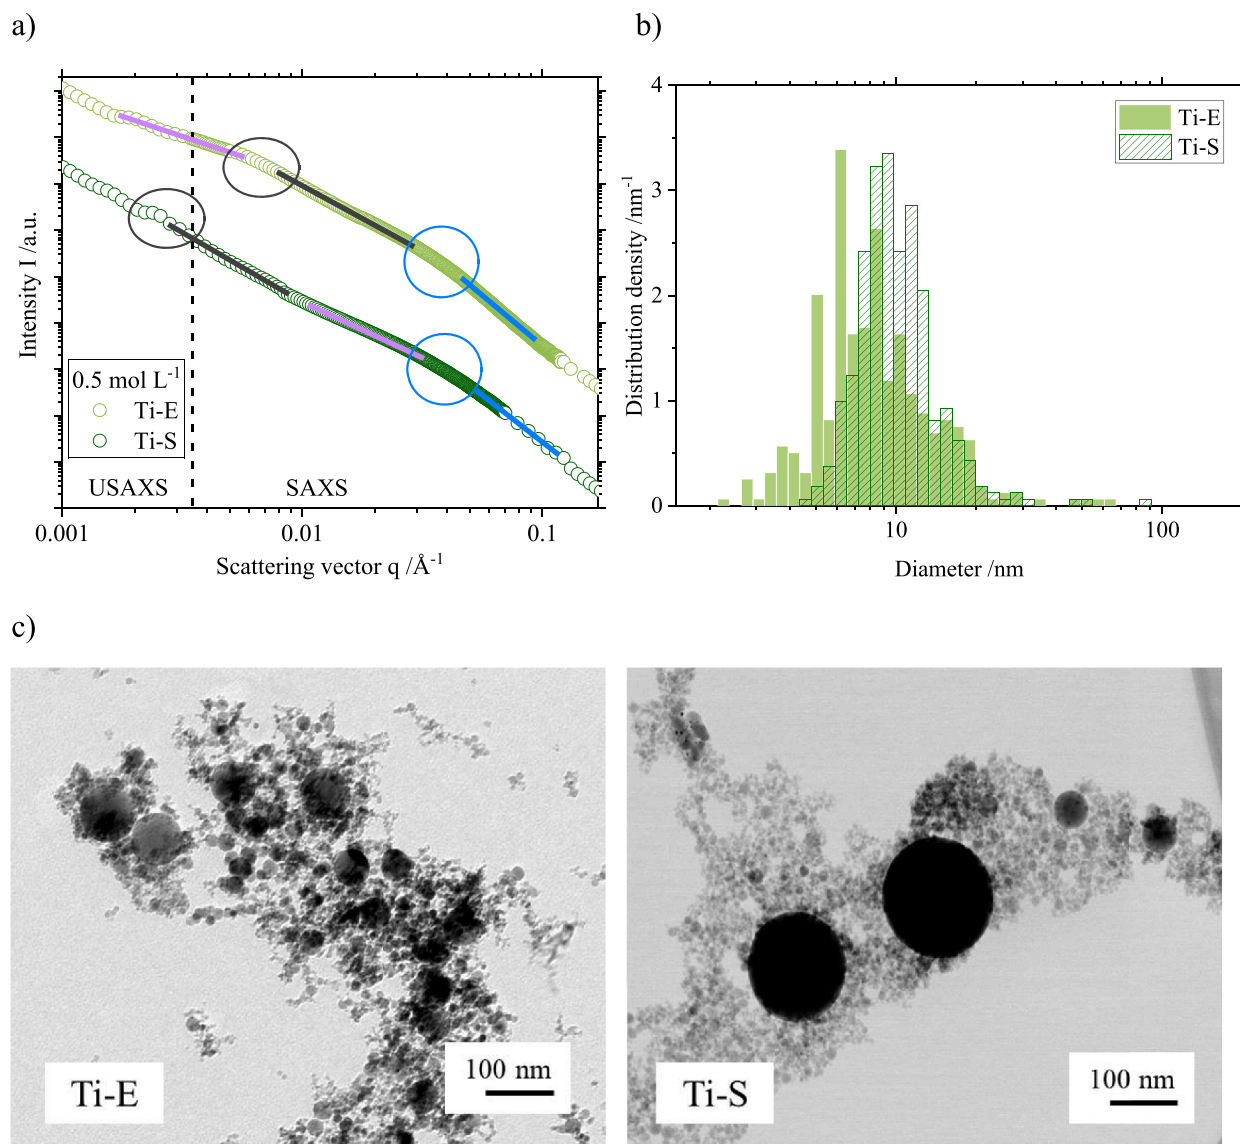 a)
Intensity I /a.u.
0.5 mol L⁻¹
Ti-E
Ti-S
USAXS
SAXS
0.001
0.01
0.1
Scattering vector q /Å⁻¹
b)
Distribution density /nm⁻¹
4
3
2
1
0
Ti-E
Ti-S
10
100
Diameter /nm
c)
Ti-E
100 nm
Ti-S
100 nm